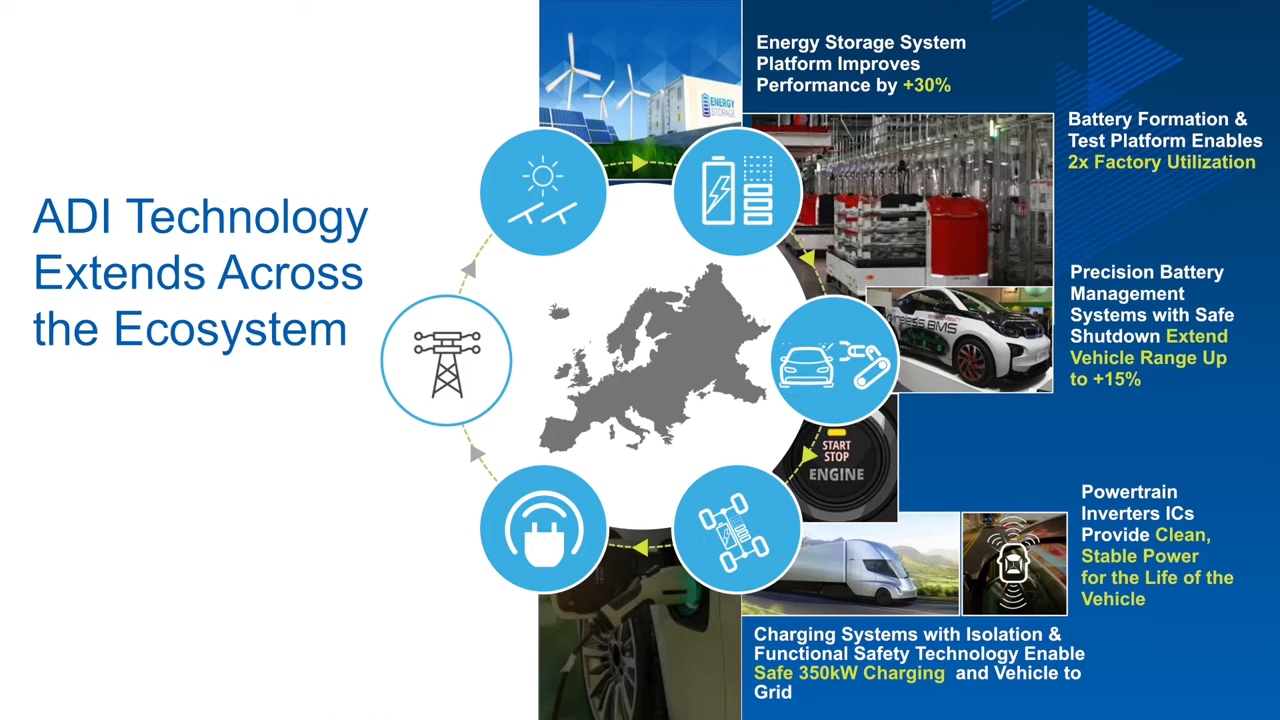 ADI Technology
Extends Across
the Ecosystem
ENERGY
STORAGE
Energy Storage System
Platform Improves
Performance by +30%
Battery Formation &
Test Platform Enables
2x Factory Utilization
Precision Battery
Management
Systems with Safe
Shutdown Extend
Vehicle Range Up
to +15%
Wireless BMS
START
STOP
ENGINE
Powertrain
Inverters ICs
Provide Clean,
Stable Power
for the Life of the
Vehicle
Charging Systems with Isolation &
Functional Safety Technology Enable
Safe 350kW Charging and Vehicle to
Grid